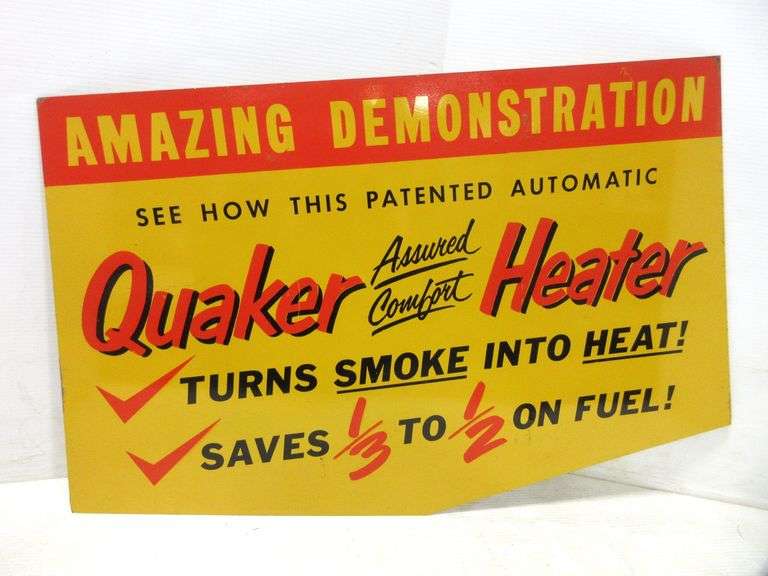 AMAZING DEMONSTRATION
SEE HOW THIS PATENTED AUTOMATIC
Quaker Assured Comfort Heater
TURNS SMOKE INTO HEAT!
SAVES 1/3 TO 1/2 ON FUEL!